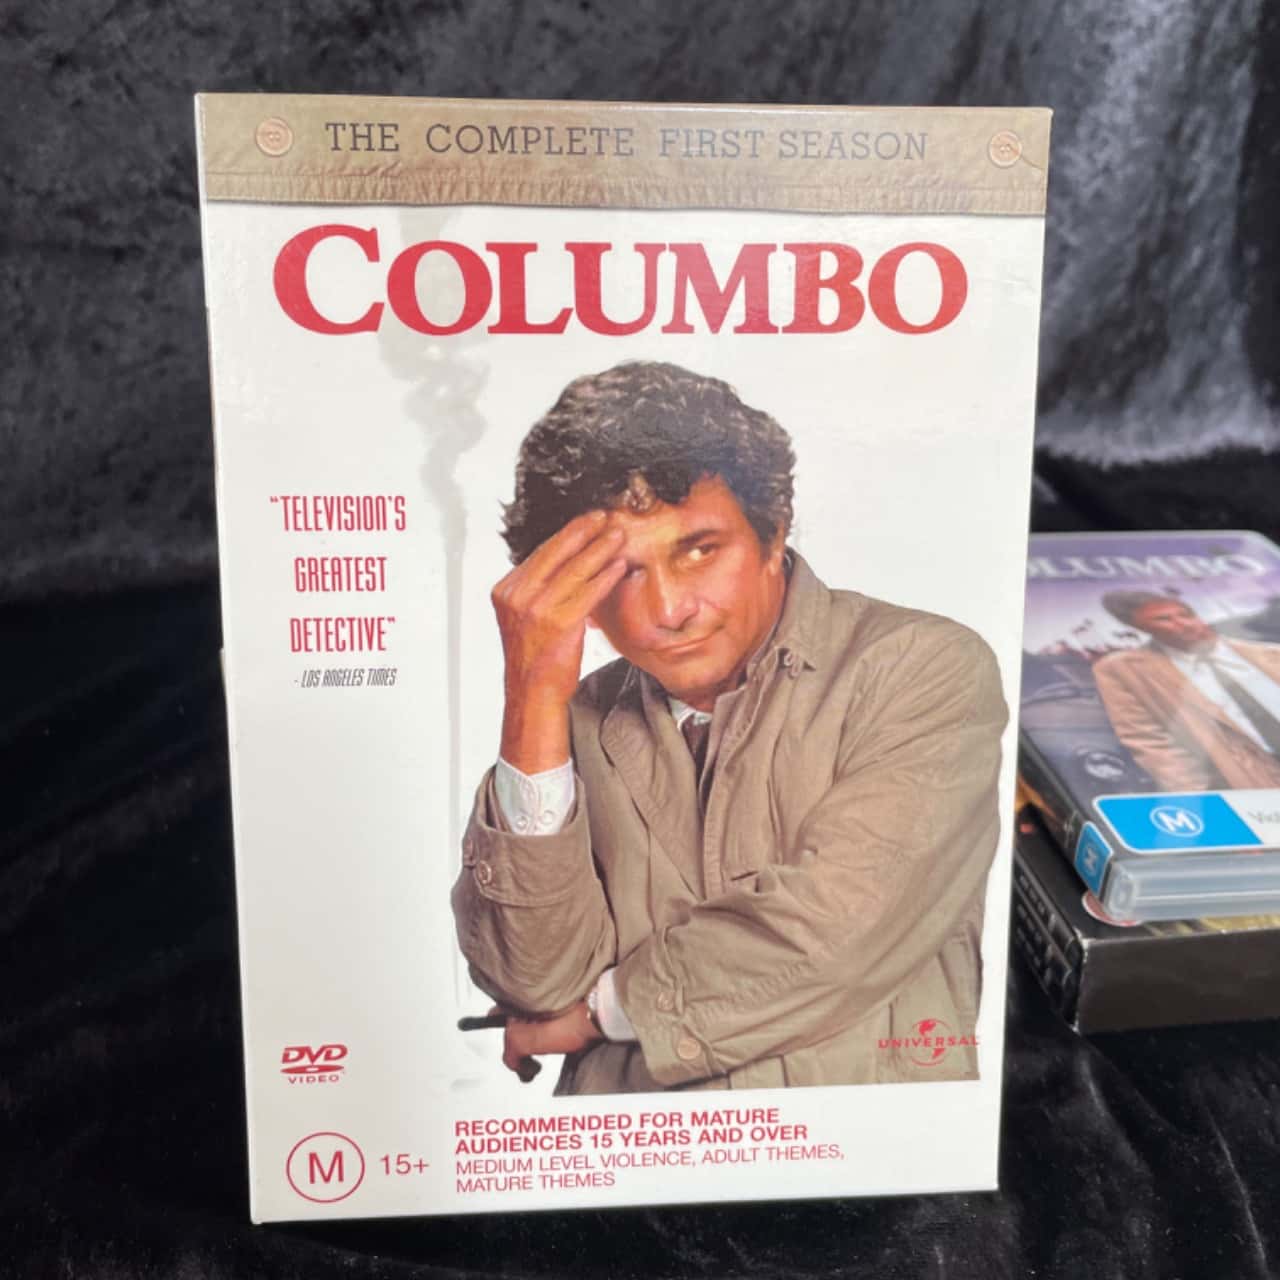 THE COMPLETE FIRST SEASON
COLUMBO
"TELEVISION'S
GREATEST
DETECTIVE"
- LOS ANGELES TIMES
UNIVERSAL
DVD
VIDEO
M 15+
RECOMMENDED FOR MATURE
AUDIENCES 15 YEARS AND OVER
MEDIUM LEVEL VIOLENCE, ADULT THEMES,
MATURE THEMES
M
M